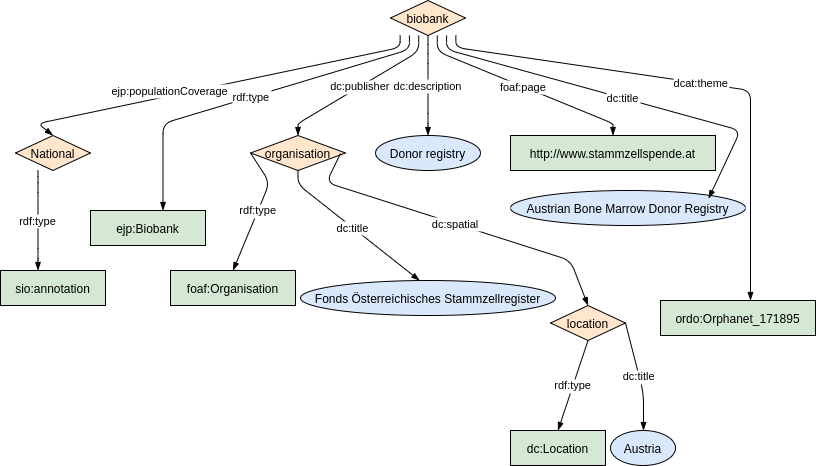 biobank
ejp:populationCoverage
rdf:type
dc:publisher
dc:description
foaf:page
dc:title
dcat:theme
National
organisation
Donor registry
http://www.stammzellspende.at
rdf:type
ejp:Biobank
rdf:type
dc:title
dc:spatial
Austrian Bone Marrow Donor Registry
sio:annotation
foaf:Organisation
Fonds Österreichisches Stammzellregister
location
ordo:Orphanet_171895
rdf:type
dc:title
dc:Location
Austria